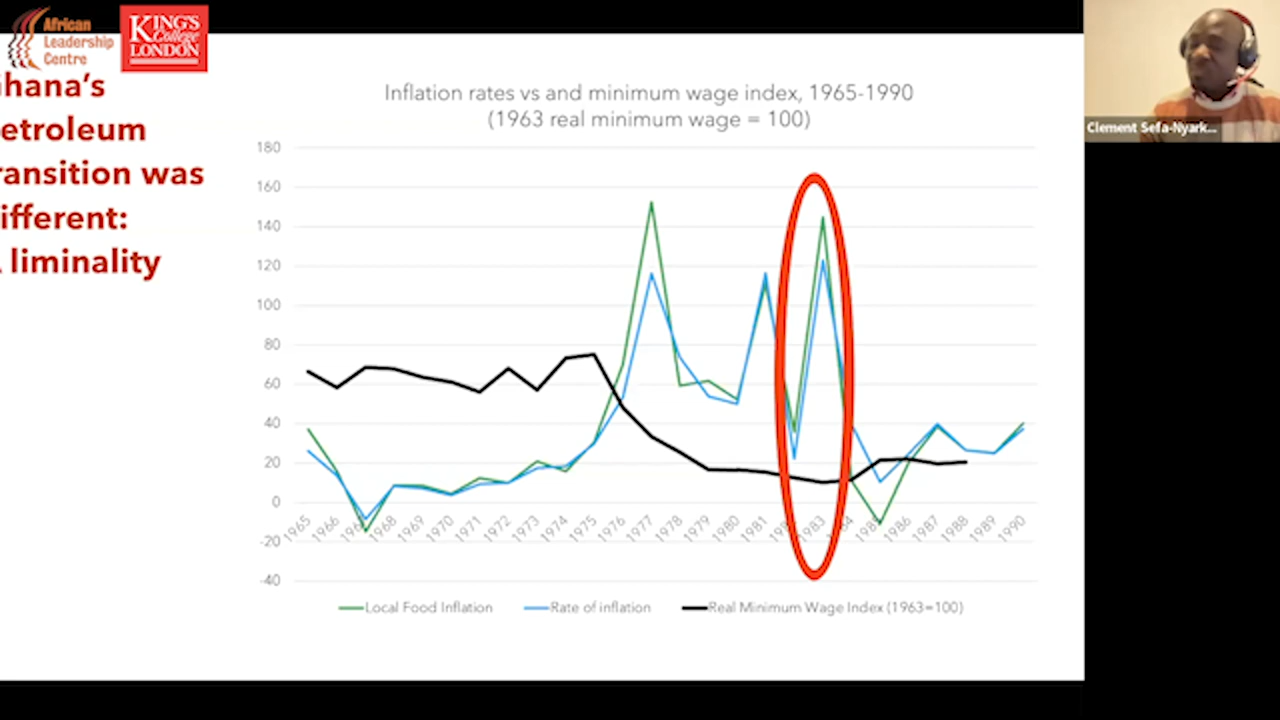 African
Leadership
Centre
KING'S
College
LONDON
hana's
etroleum
ransition was
ifferent:
liminality
Inflation rates vs and minimum wage index, 1965-1990
(1963 real minimum wage = 100)
180
160
140
120
100
80
60
40
20
0
-20
-40
1965 1966 1968 1969 1970 1971 1972 1973 1974 1975 1976 1977 1978 1979 1980 1981 1983 1986 1987 1988 1989 1990
Local Food Inflation Rate of inflation Real Minimum Wage Index (1963=100)
Clement Sefa-Nyark...